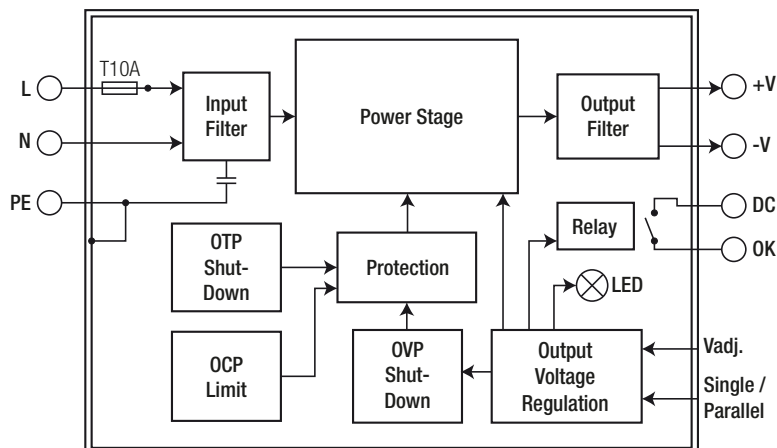 T10A
L
N
PE
Input
Filter
Power Stage
Output
Filter
+V
-V
DC
OK
Relay
LED
OTP
Shut-
Down
Protection
OCP
Limit
OVP
Shut-
Down
Output
Voltage
Regulation
Vadj.
Single /
Parallel